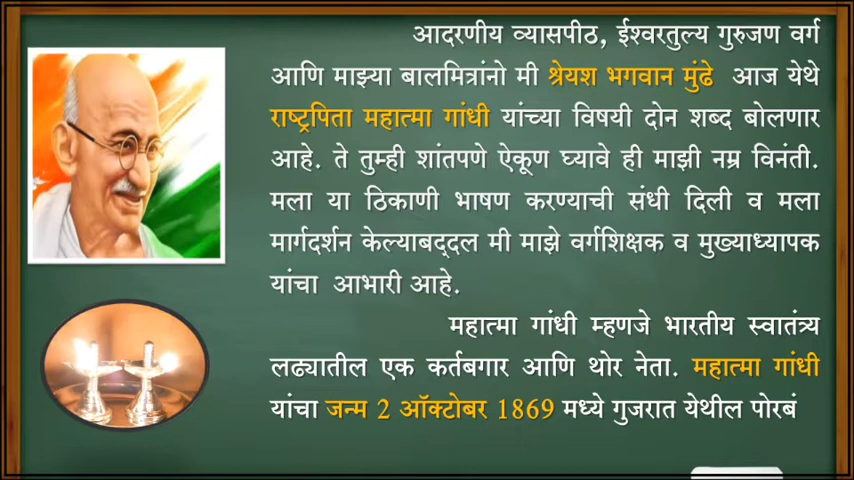 आदरणीय व्यासपीठ, ईश्वरतुल्य गुरुजण वर्ग
आणि माझ्या बालमित्रांनो मी श्रेयश भगवान मुंढे आज येथे
राष्ट्रपिता महात्मा गांधी यांच्या विषयी दोन शब्द बोलणार
आहे. ते तुम्ही शांतपणे ऐकूण घ्यावे ही माझी नम्र विनंती.
मला या ठिकाणी भाषण करण्याची संधी दिली व मला
मार्गदर्शन केल्याबद्दल मी माझे वर्गशिक्षक व मुख्याध्यापक
यांचा आभारी आहे.
महात्मा गांधी म्हणजे भारतीय स्वातंत्र्य
लढ्यातील एक कर्तबगार आणि थोर नेता. महात्मा गांधी
यांचा जन्म 2 ऑक्टोबर 1869 मध्ये गुजरात येथील पोरबं